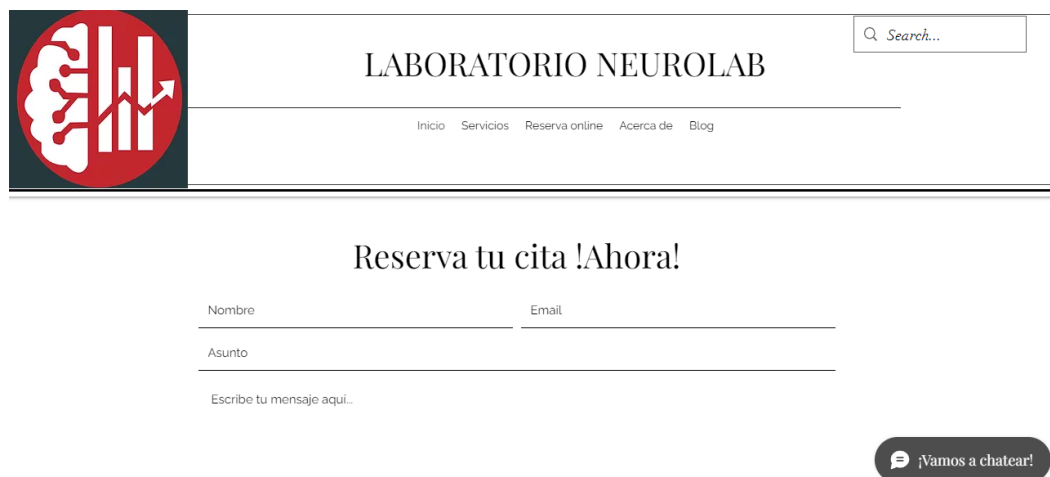 Search...
LABORATORIO NEUROLAB
Inicio Servicios Reserva online Acerca de Blog
Reserva tu cita !Ahora!
Nombre Email
Asunto
Escribe tu mensaje aquí...
¡Vamos a chatear!